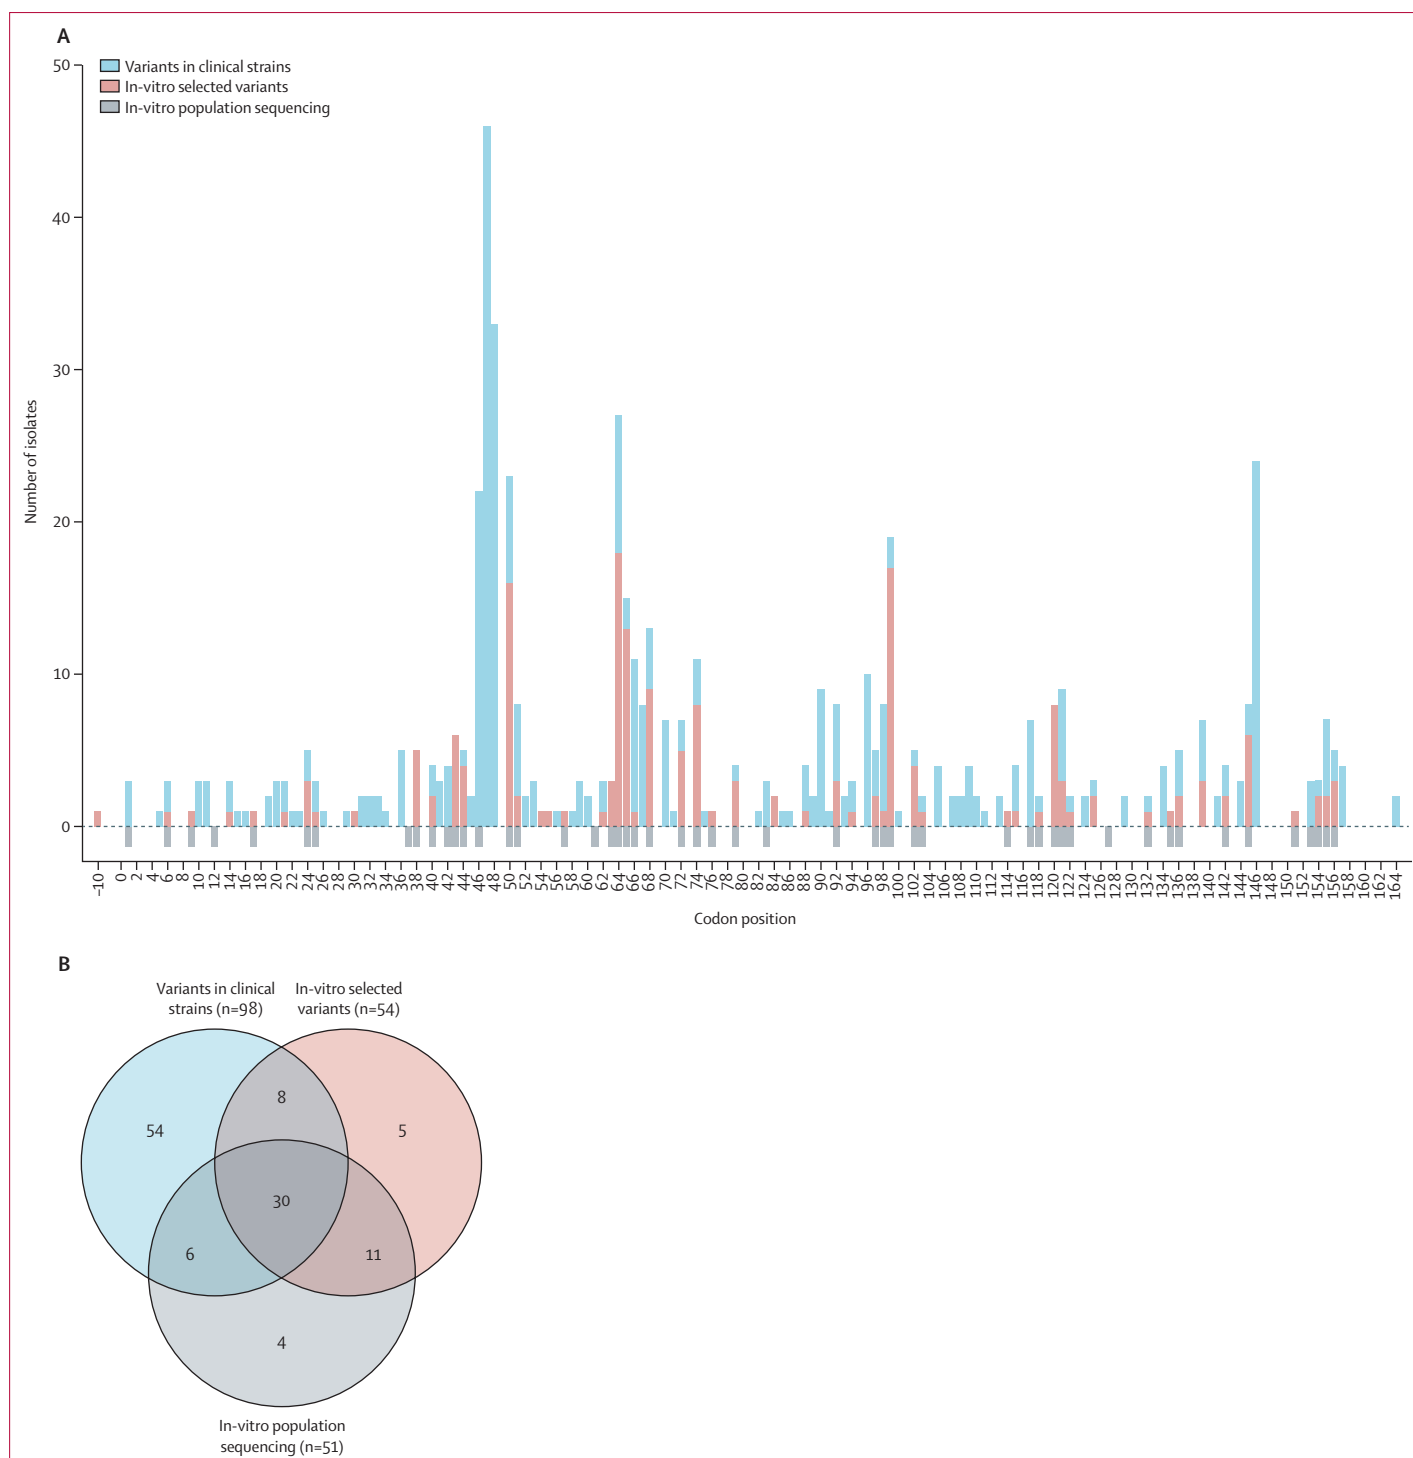 A
50
Variants in clinical strains
In-vitro selected variants
In-vitro population sequencing
40
30
20
10
0
Number of isolates
–10 0 2 4 6 8 10 12 14 16 18 20 22 24 26 28 30 32 34 36 38 40 42 44 46 48 50 52 54 56 58 60 62 64 66 68 70 72 74 76 78 80 82 84 86 88 90 92 94 96 98 100 102 104 106 108 110 112 114 116 118 120 122 124 126 128 130 132 134 136 138 140 142 144 146 148 150 152 154 156 158 160 162 164
Codon position
B
Variants in clinical strains (n=98)
In-vitro selected variants (n=54)
8
54
5
30
6
11
4
In-vitro population
sequencing (n=51)